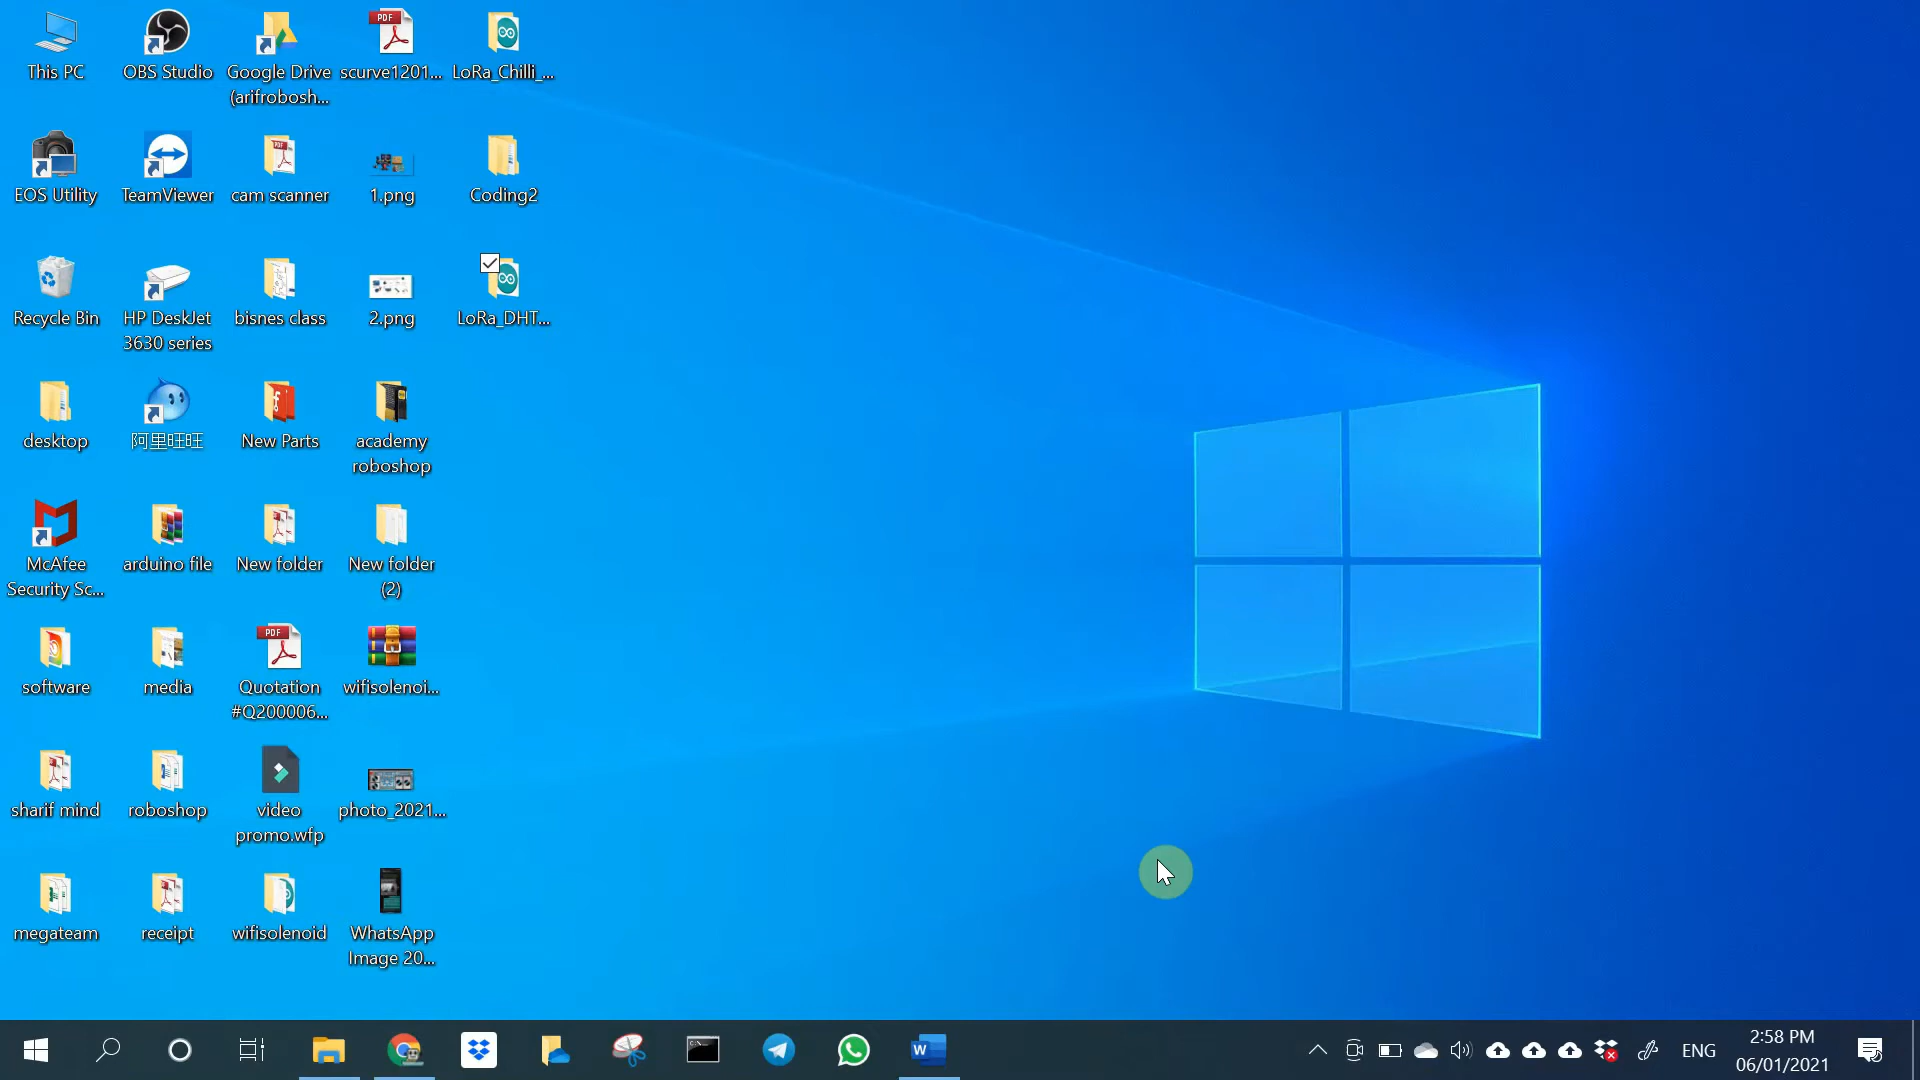 This PC
OBS Studio
Google Drive
(arifrobosh...
PDF
scurve1201...
LoRa_Chilli_...
EOS Utility
TeamViewer
cam scanner
1.png
Coding2
Recycle Bin
HP DeskJet
3630 series
bisnes class
2.png
LoRa_DHT...
desktop
阿里旺旺
New Parts
academy
roboshop
McAfee
Security Sc...
arduino file
New folder
New folder
(2)
software
media
PDF
Quotation
#Q200006...
wifisolenoi...
sharif mind
roboshop
video
promo.wfp
photo_2021...
megateam
receipt
wifisolenoid
WhatsApp
Image 20...
ENG
2:58 PM
06/01/2021